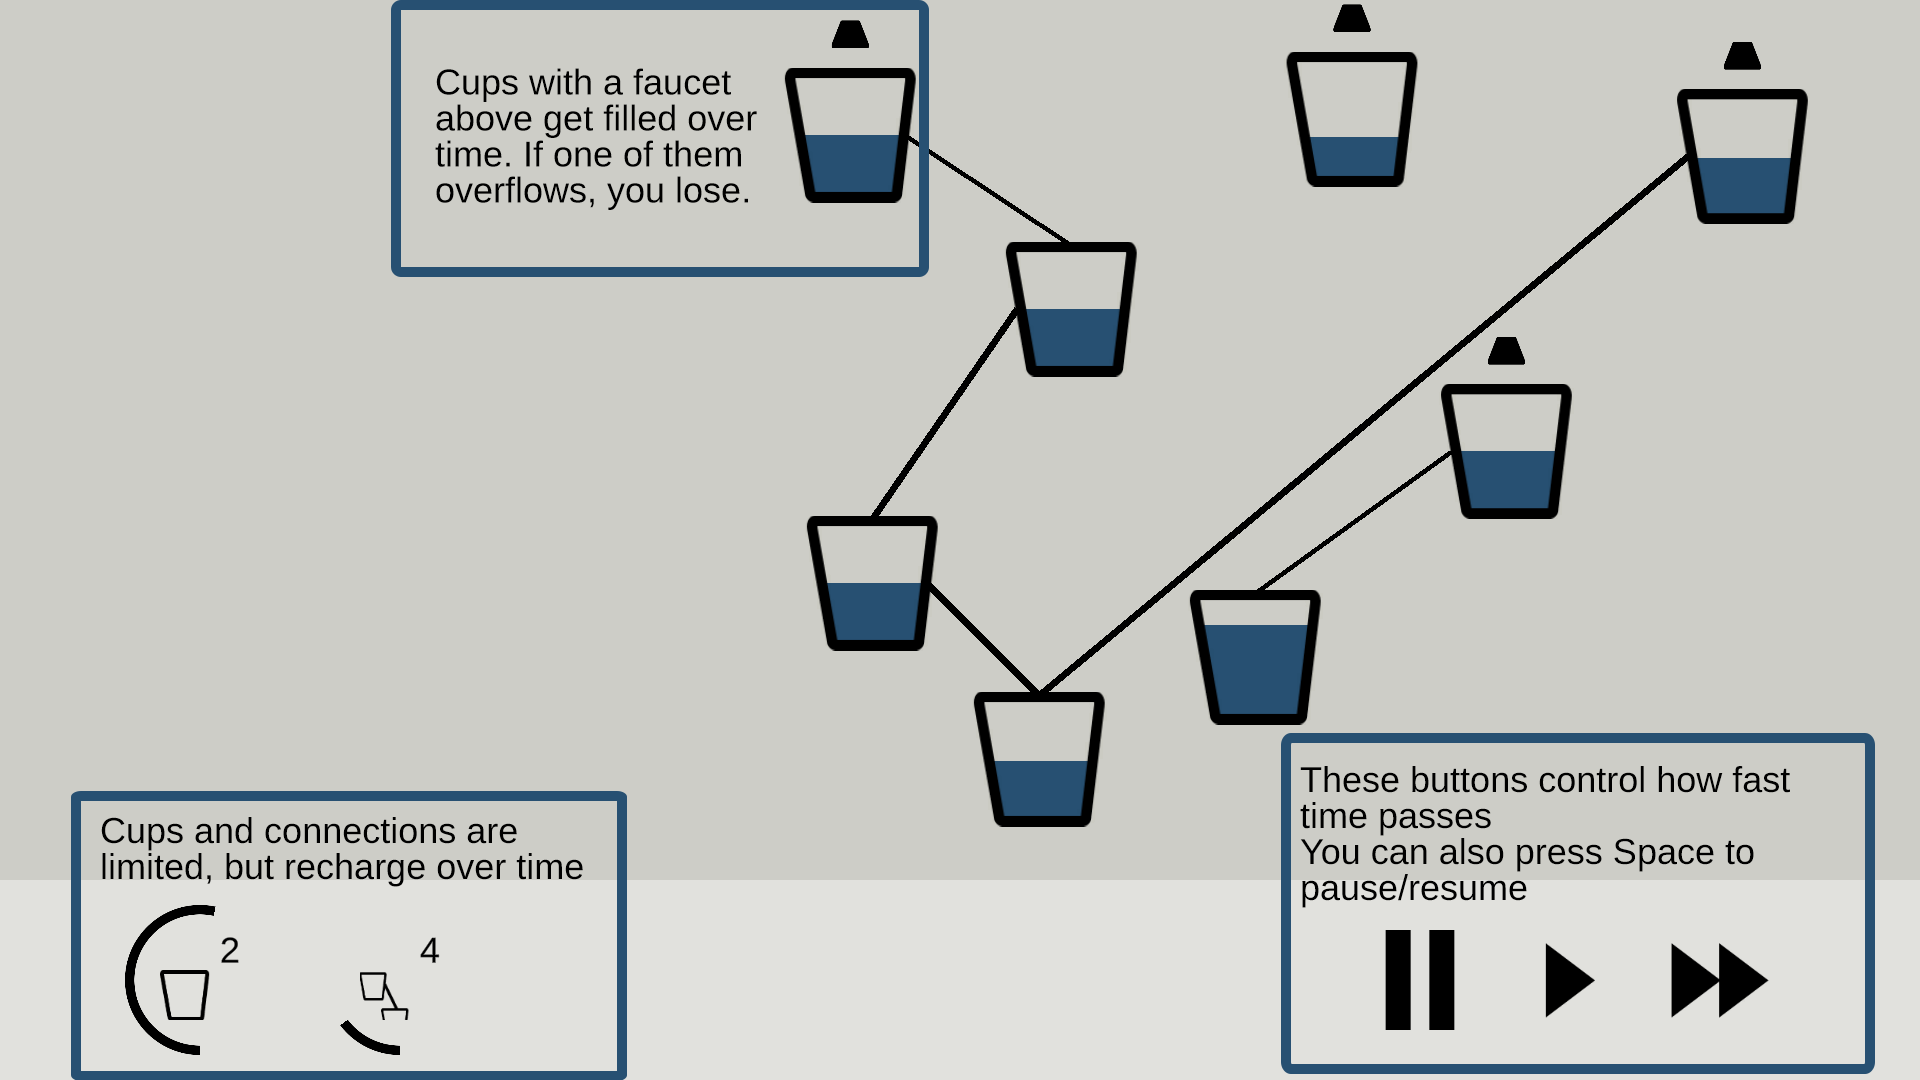 Cups with a faucet
above get filled over
time. If one of them
overflows, you lose.
Cups and connections are
limited, but recharge over time
2
4
These buttons control how fast
time passes
You can also press Space to
pause/resume